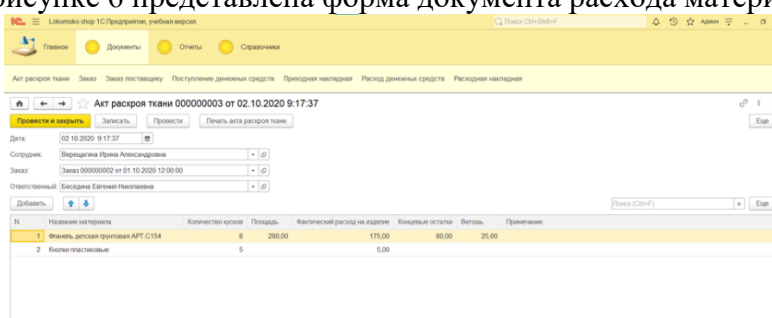 рисунке 6 представлена форма документа расхода матери
1С Lokomoko shop 1С:Предприятие, учебная версия Поиск Ctrl+Shift+F Админ
Главное Документы Отчеты Справочники
Акт раскроя ткани Заказ Заказ поставщику Поступление денежных средств Приходная накладная Расход денежных средств Расходная накладная
Акт раскроя ткани 000000003 от 02.10.2020 9:17:37
Провести и закрыть Записать Провести Печать акта раскроя ткани Еще
Дата: 02.10.2020 9:17:37
Сотрудник: Верещагина Ирина Александровна
Заказ: Заказ 000000002 от 01.10.2020 12:00:00
Ответственный: Беседина Евгения Николаевна
Добавить Поиск (Ctrl+F) × Еще
N Название материала Количество кусков Площадь Фактический расход на изделие Концевые остатки Ветошь Примечание
1 Фланель детская грунтовая АРТ.С154 8 280,00 175,00 80,00 25,00
2 Кнопки пластиковые 5 5,00